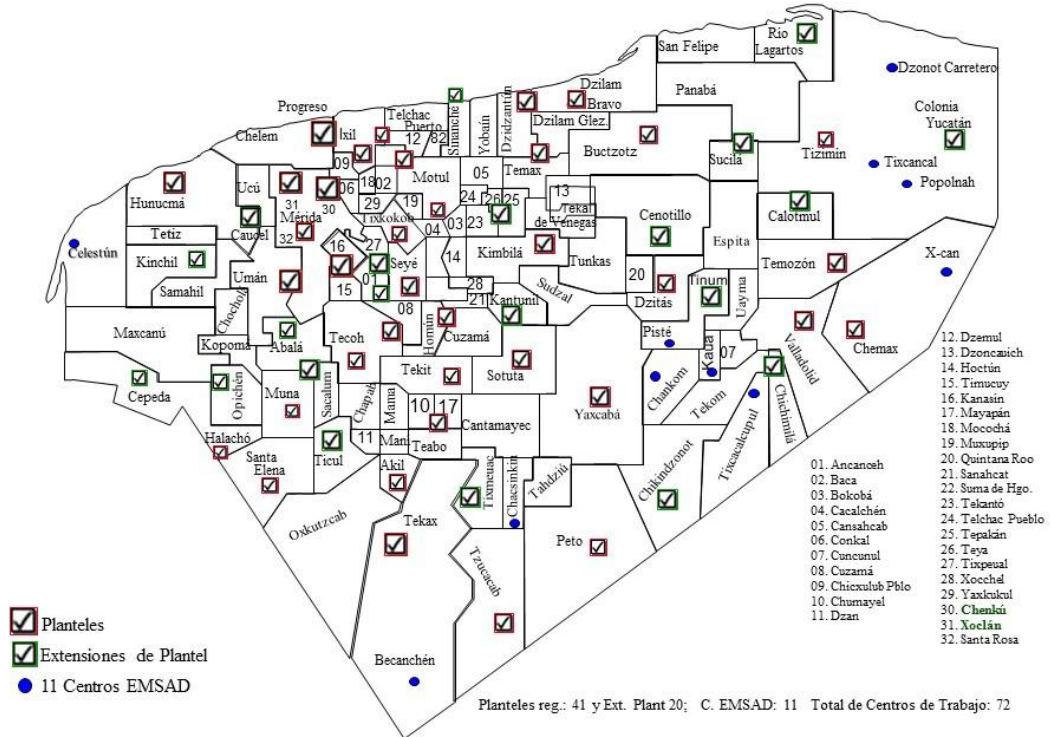 Río
Lagartos
San Felipe
Dzonot Carretero
Panabá
Dzilam
Bravo
Colonia
Yucatán
Telchac
Puerto
Sinanche
Yobaín
Dzidzantún
Dzilam Glez.
Progreso
Chelem
Ixil
12
82
Buctzotz
Sucila
Tizimín
Tixcancal
Popolnah
Temax
09
18
02
Motul
05
Ucú
Hunucmá
31
Mérida
30
06
29
19
24
26
25
13
Tekal
de Venegas
Cenotillo
Calotmul
Caucel
32
Tixkokob
04
03
23
Espita
Tetiz
Celestún
Kinchil
Umán
16
27
Seyé
14
Kimbilá
Tunkas
X-can
Temozón
Samahil
01
15
08
28
21
Kantunil
Sudzal
20
Dzitás
Tinum
Uayma
Chocholá
Maxcanú
Kopomá
Abalá
Tecoh
Homún
Cuzamá
Pisté
Kaua
07
Valladolid
Chemax
Cepeda
Opichén
Muna
Sacalum
Chapab
Tekit
Mama
Sotuta
Yaxcabá
Chankom
Tekom
Chichimilá
10
17
Cantamayec
Halachó
Santa
Elena
Ticul
11
Mani
Teabo
Akil
Tixmeuac
Chacsinkin
Tahdziú
Chikindzonot
Tixcacalcupul
Oxkutzcab
Tekax
Tzucacab
Peto
Becanchén
01. Ancanceh
02. Baca
03. Bokobá
04. Cacalchén
05. Cansahcab
06. Conkal
07. Cuncunul
08. Cuzamá
09. Chicxulub Pblo
10. Chumayel
11. Dzan
12. Dzemul
13. Dzoncauich
14. Hoctún
15. Timucuy
16. Kanasin
17. Mayapán
18. Mocochá
19. Muxupip
20. Quintana Roo
21. Sanahcat
22. Suma de Hgo.
23. Tekantó
24. Telchac Pueblo
25. Tepakán
26. Teya
27. Tixpeual
28. Xocchel
29. Yaxkukul
30. Chenkú
31. Xoclán
32. Santa Rosa
Planteles
Extensiones de Plantel
11 Centros EMSAD
Planteles reg.: 41 y Ext. Plant 20; C. EMSAD: 11 Total de Centros de Trabajo: 72